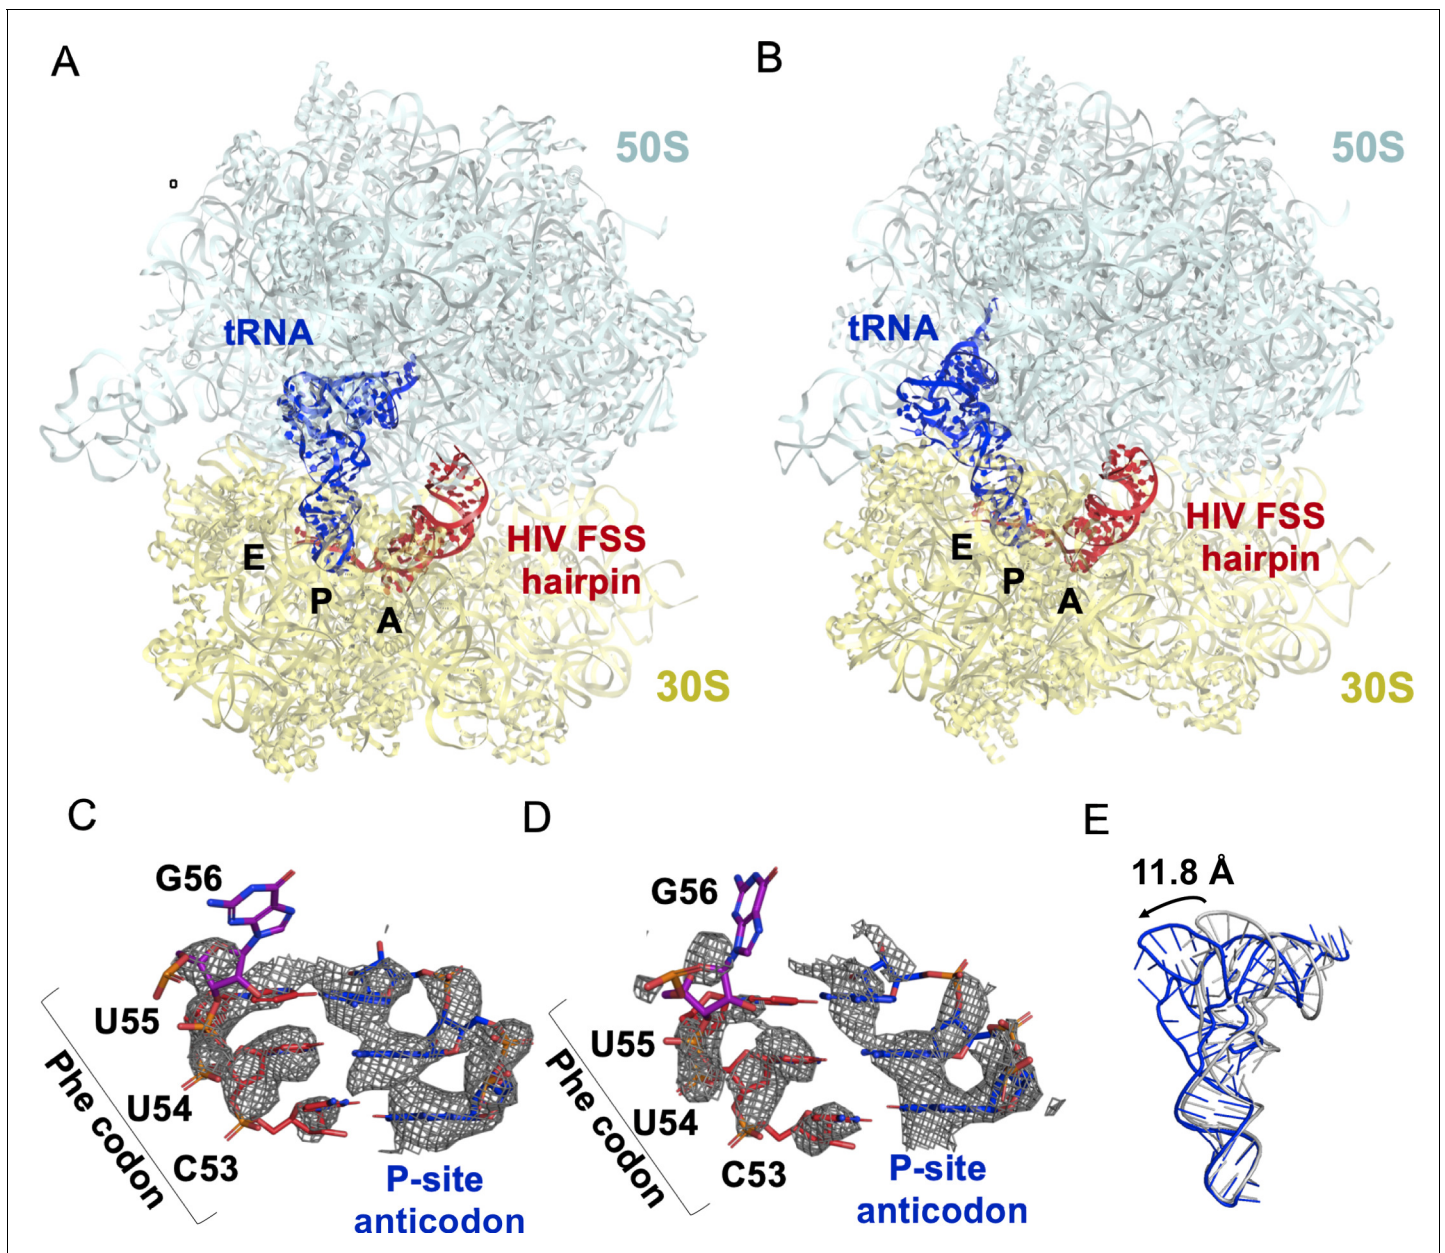 A
50S
tRNA
HIV FSS
hairpin
E
P
A
30S
B
50S
tRNA
HIV FSS
hairpin
E
P
A
30S
C
G56
U55
U54
C53
Phe codon
P-site
anticodon
D
G56
U55
U54
C53
Phe codon
P-site
anticodon
E
11.8 Å